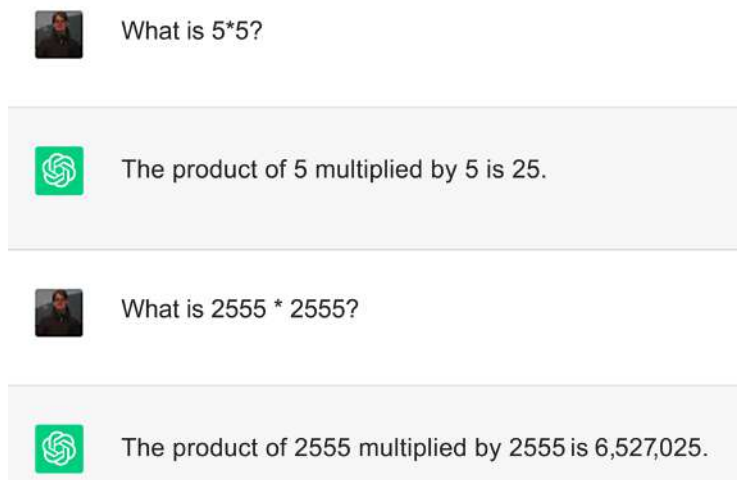 What is 5*5?
The product of 5 multiplied by 5 is 25.
What is 2555 * 2555?
The product of 2555 multiplied by 2555 is 6,527,025.